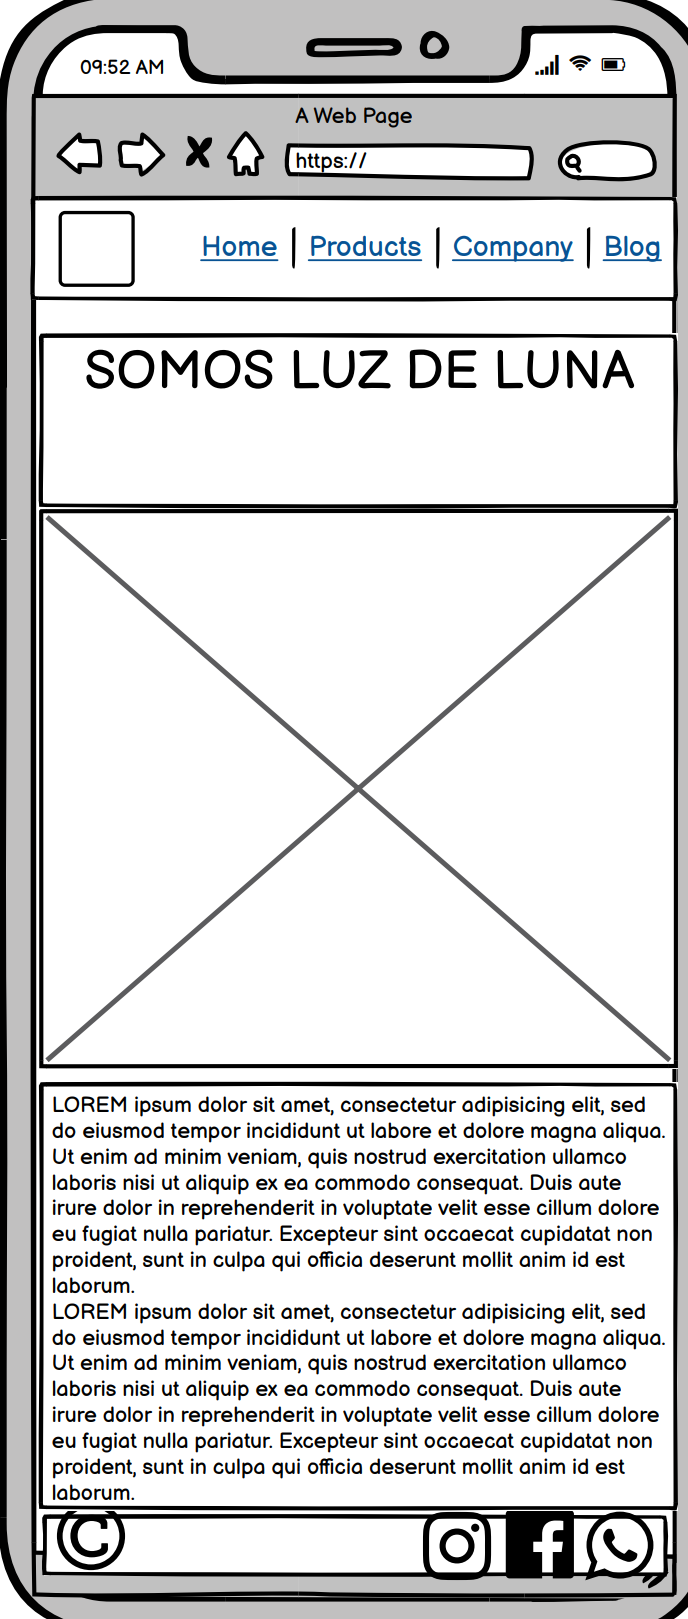 09:52 AM
A Web Page
https://
Home Products Company Blog
SOMOS LUZ DE LUNA
LOREM ipsum dolor sit amet, consectetur adipisicing elit, sed
do eiusmod tempor incididunt ut labore et dolore magna aliqua.
Ut enim ad minim veniam, quis nostrud exercitation ullamco
laboris nisi ut aliquip ex ea commodo consequat. Duis aute
irure dolor in reprehenderit in voluptate velit esse cillum dolore
eu fugiat nulla pariatur. Excepteur sint occaecat cupidatat non
proident, sunt in culpa qui officia deserunt mollit anim id est
laborum.
LOREM ipsum dolor sit amet, consectetur adipisicing elit, sed
do eiusmod tempor incididunt ut labore et dolore magna aliqua.
Ut enim ad minim veniam, quis nostrud exercitation ullamco
laboris nisi ut aliquip ex ea commodo consequat. Duis aute
irure dolor in reprehenderit in voluptate velit esse cillum dolore
eu fugiat nulla pariatur. Excepteur sint occaecat cupidatat non
proident, sunt in culpa qui officia deserunt mollit anim id est
laborum.
©